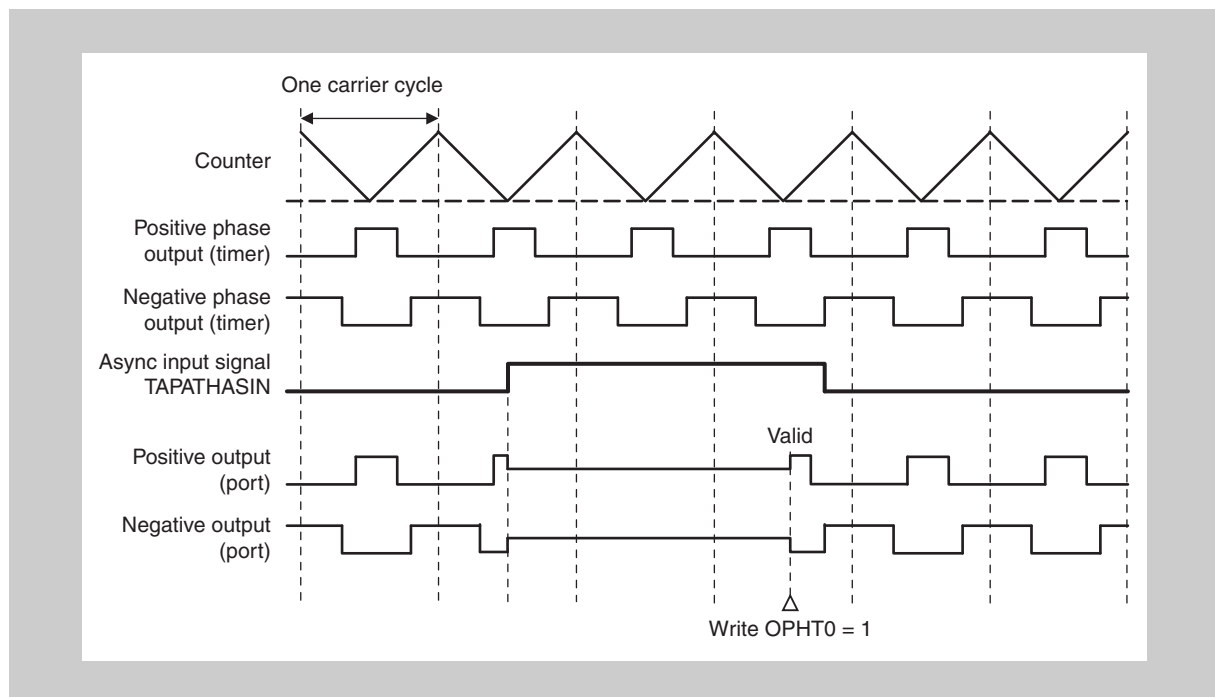 One carrier cycle
Counter
Positive phase
output (timer)
Negative phase
output (timer)
Async input signal
TAPATHASIN
Valid
Positive output
(port)
Negative output
(port)
Write OPHT0 = 1